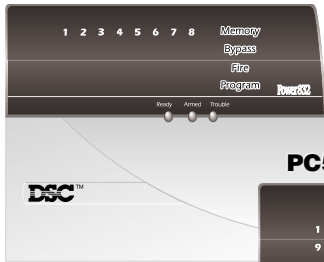 1 2 3 4 5 6 7 8 Memory
Bypass
Fire
Program Power832
Ready Armed Trouble
PC5
DSC™
1
9